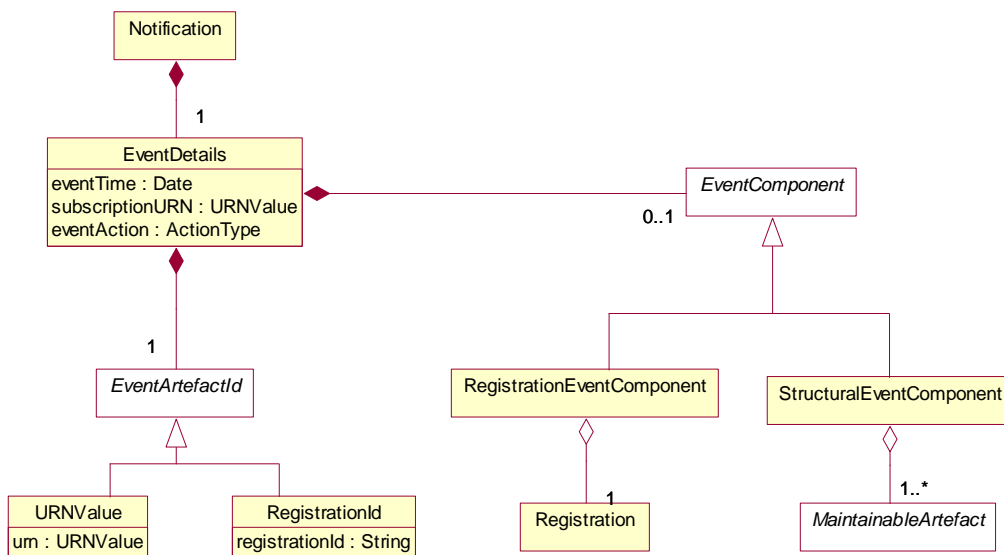 Notification
1
EventDetails
eventTime : Date
subscriptionURN : URNValue
eventAction : ActionType
EventComponent
0..1
1
EventArtefactId
RegistrationEventComponent
StructuralEventComponent
URNValue
urn : URNValue
RegistrationId
registrationId : String
1
Registration
1..*
MaintainableArtefact